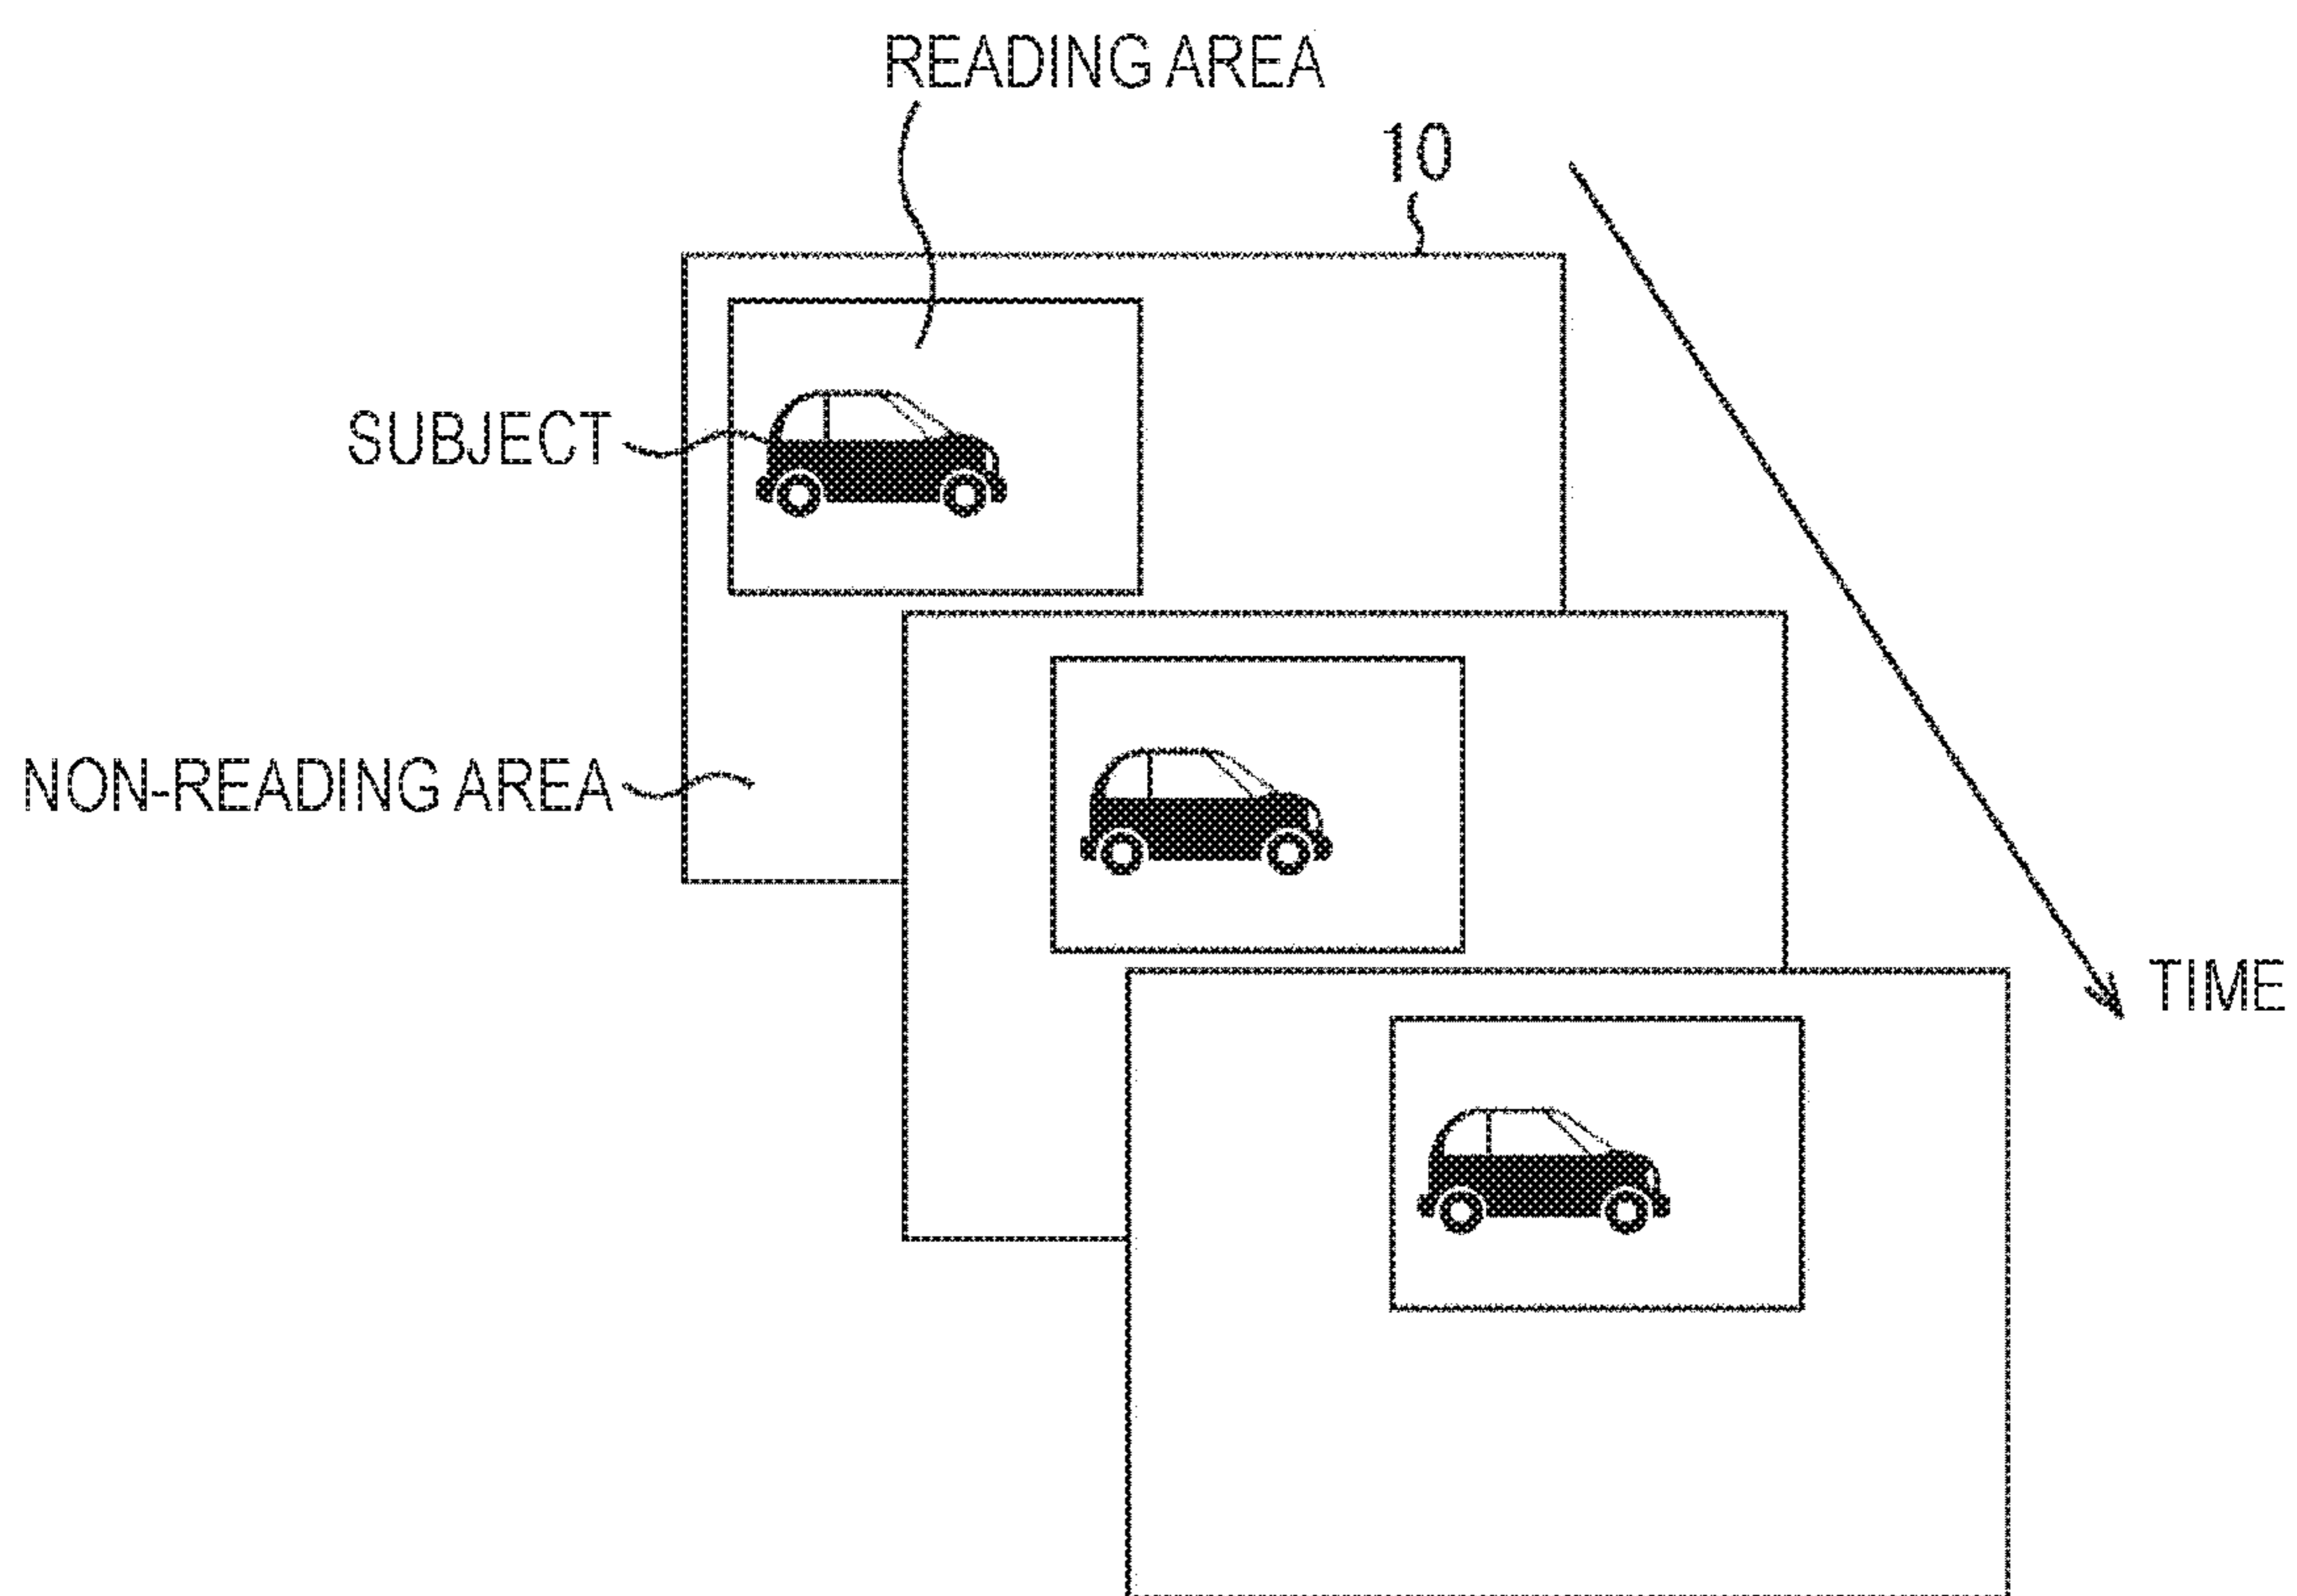 READING AREA
10
SUBJECT
NON-READING AREA
TIME